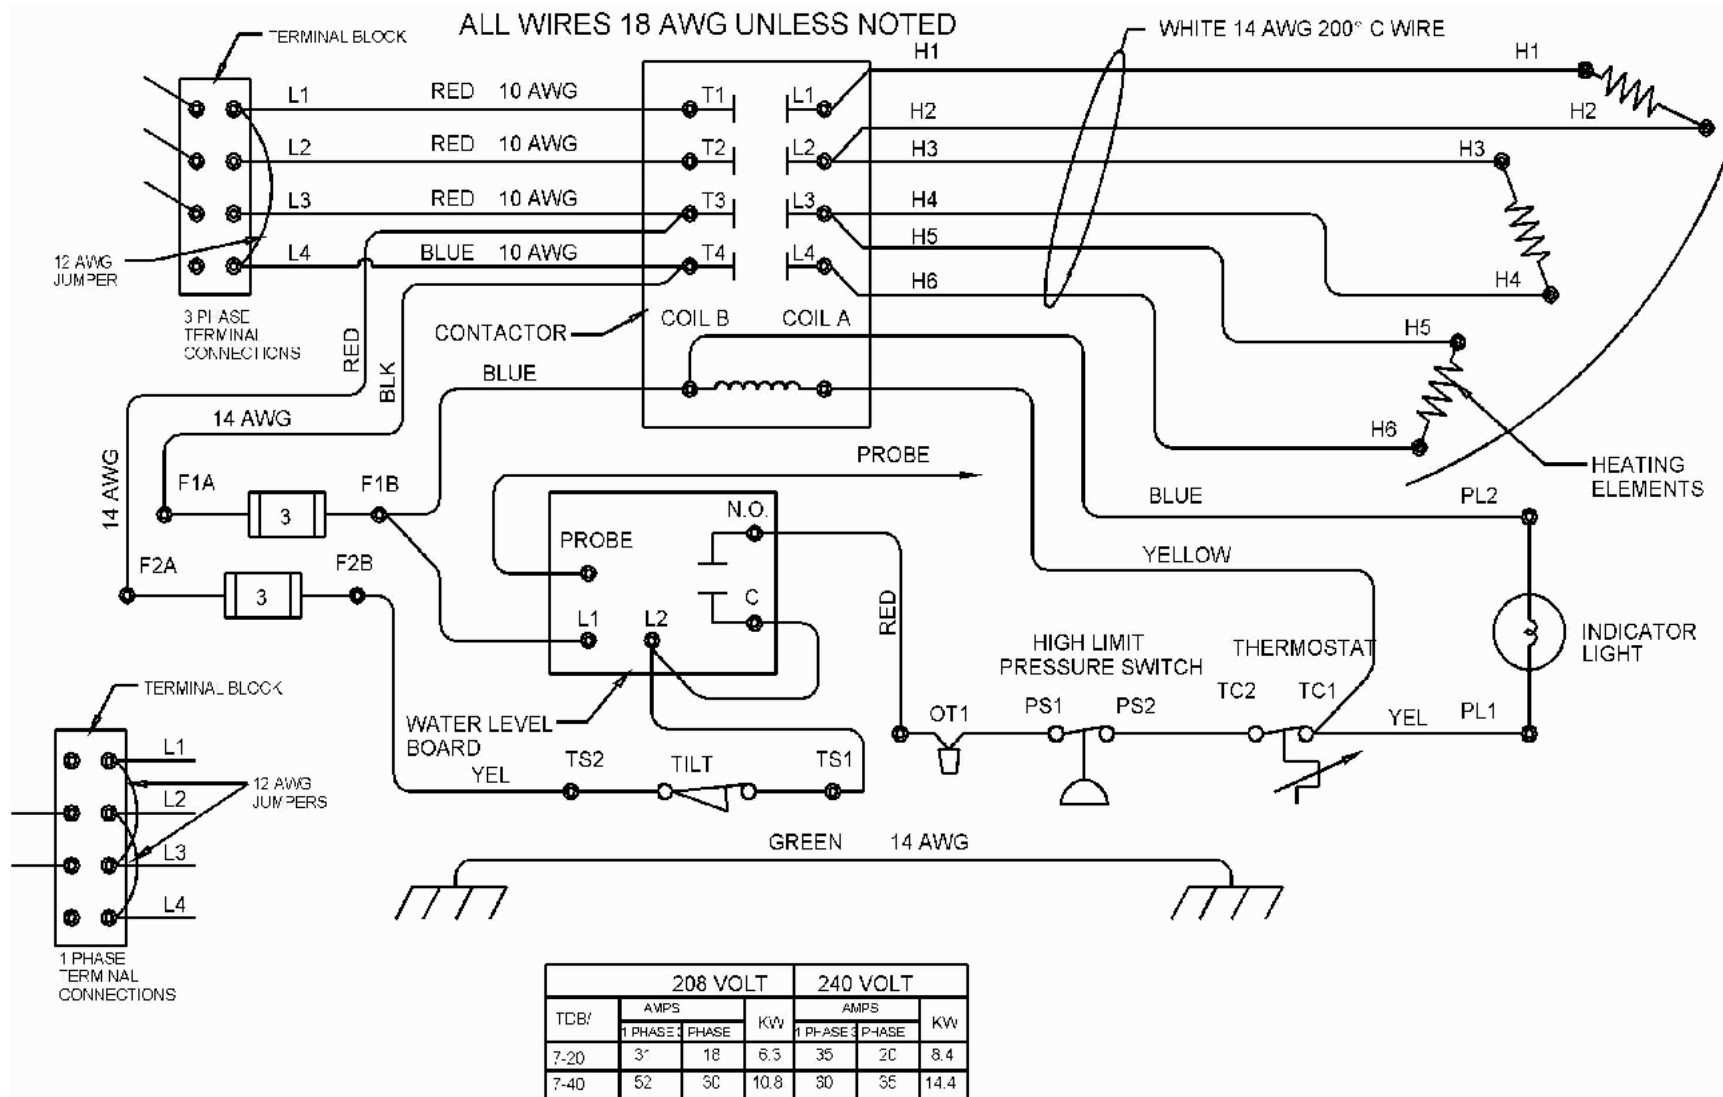 ALL WIRES 18 AWG UNLESS NOTED
TERMINAL BLOCK
WHITE 14 AWG 200° C WIRE
H1
H1
L1
RED 10 AWG
T1
L1
H2
H2
L2
RED 10 AWG
T2
L2
H3
H3
L3
RED 10 AWG
T3
L3
H4
H5
12 AWG
JUMPER
L4
BLUE 10 AWG
T4
L4
H6
H4
3 PHASE
TERMINAL
CONNECTIONS
RED
BLK
CONTACTOR
COIL B
COIL A
H5
BLUE
14 AWG
14 AWG
H6
PROBE
HEATING
ELEMENTS
F1A
3
F1B
N.O.
BLUE
PL2
PROBE
YELLOW
F2A
3
F2B
C
L1
L2
RED
HIGH LIMIT
PRESSURE SWITCH
THERMOSTAT
INDICATOR
LIGHT
TERMINAL BLOCK
WATER LEVEL
BOARD
OT1
PS1
PS2
TC2
TC1
YEL
PL1
L1
12 AWG
JUMPERS
L2
L3
L4
YEL
TS2
TILT
TS1
GREEN 14 AWG
1 PHASE
TERMINAL
CONNECTIONS
208 VOLT 240 VOLT
TDB/ AMPS KW AMPS KW
1 PHASE 3 PHASE 1 PHASE 3 PHASE
7-20 31 18 6.3 35 20 8.4
7-40 52 30 10.8 35 14.4